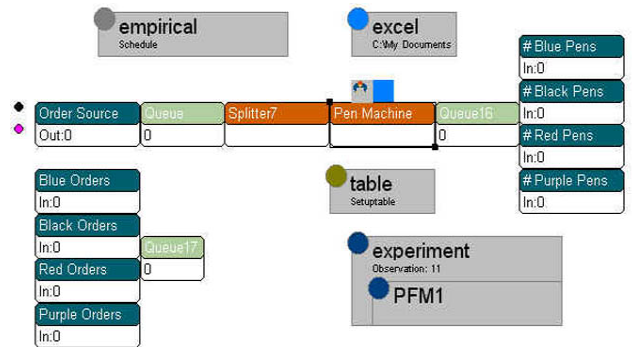 empirical
Schedule
excel
C:\My Documents
# Blue Pens
In:0
# Black Pens
In:0
# Red Pens
In:0
# Purple Pens
In:0
Order Source
Out:0
Queue
0
Splitter7
Pen Machine
Queue16
0
table
Setuptable
Blue Orders
In:0
Black Orders
In:0
Red Orders
In:0
Purple Orders
In:0
Queue17
0
experiment
Observation: 11
PFM1